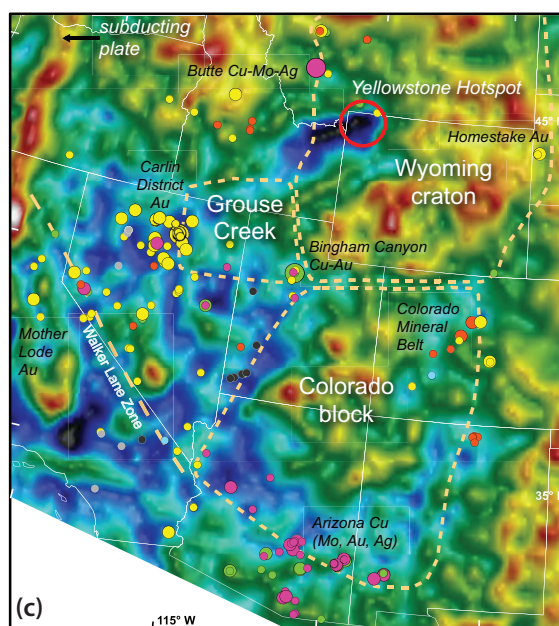 subducting
plate
Butte Cu-Mo-Ag
Yellowstone Hotspot
45° N
Homestake Au
Carlin
District
Au
Wyoming
craton
Grouse
Creek
Bingham Canyon
Cu-Au
Colorado
Mineral
Belt
Mother
Lode
Au
Walker Lane Zone
Colorado
block
35° N
Arizona Cu
(Mo, Au, Ag)
(c)
115° W